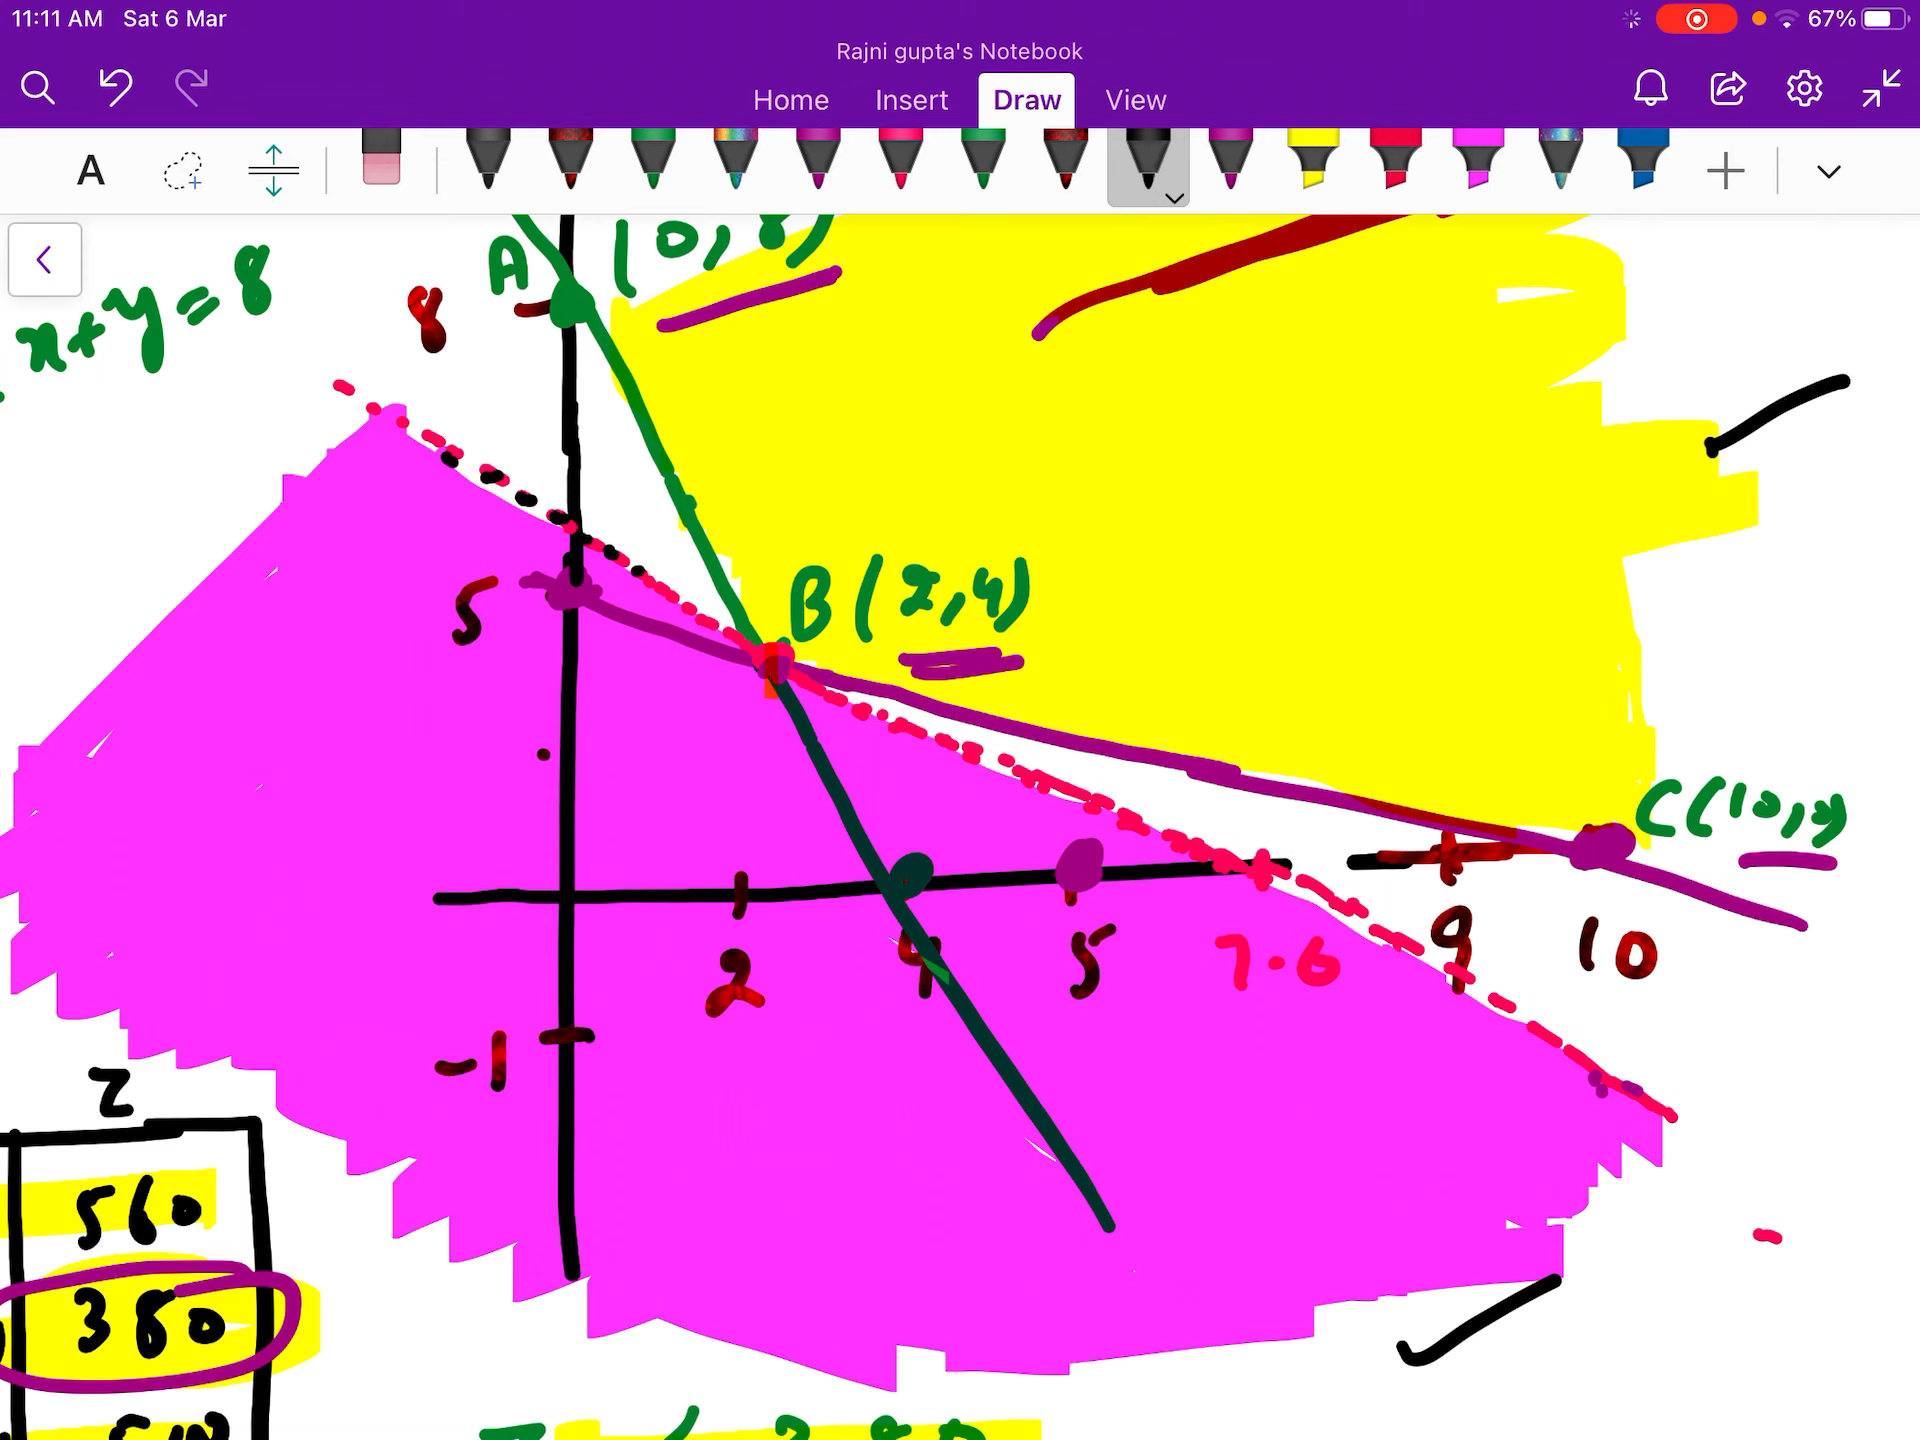 11:11 AM Sat 6 Mar
67%
Rajni gupta's Notebook
Home Insert Draw View
A
A (0, 8)
x+y=8
8
B (2,4)
5
C(10,
2 4 5 7.6 9 10
-1
Z
560
380